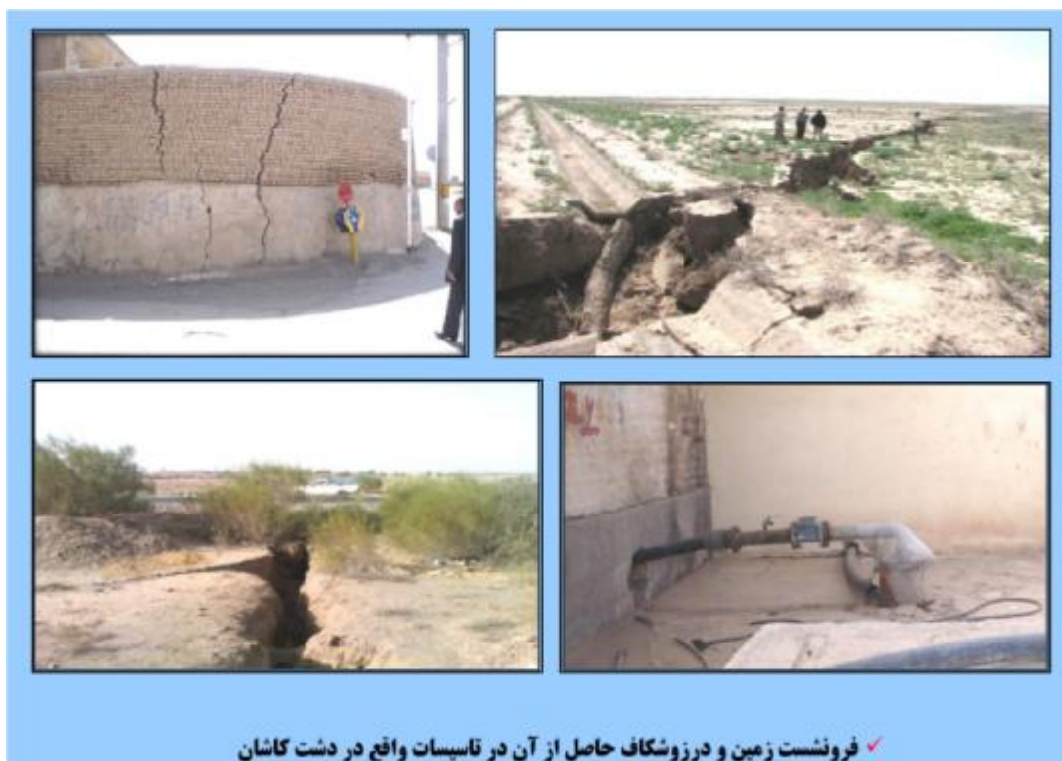 ✓ فرونشست زمین و درزوشکاف حاصل از آن در تاسیسات واقع در دشت کاشان